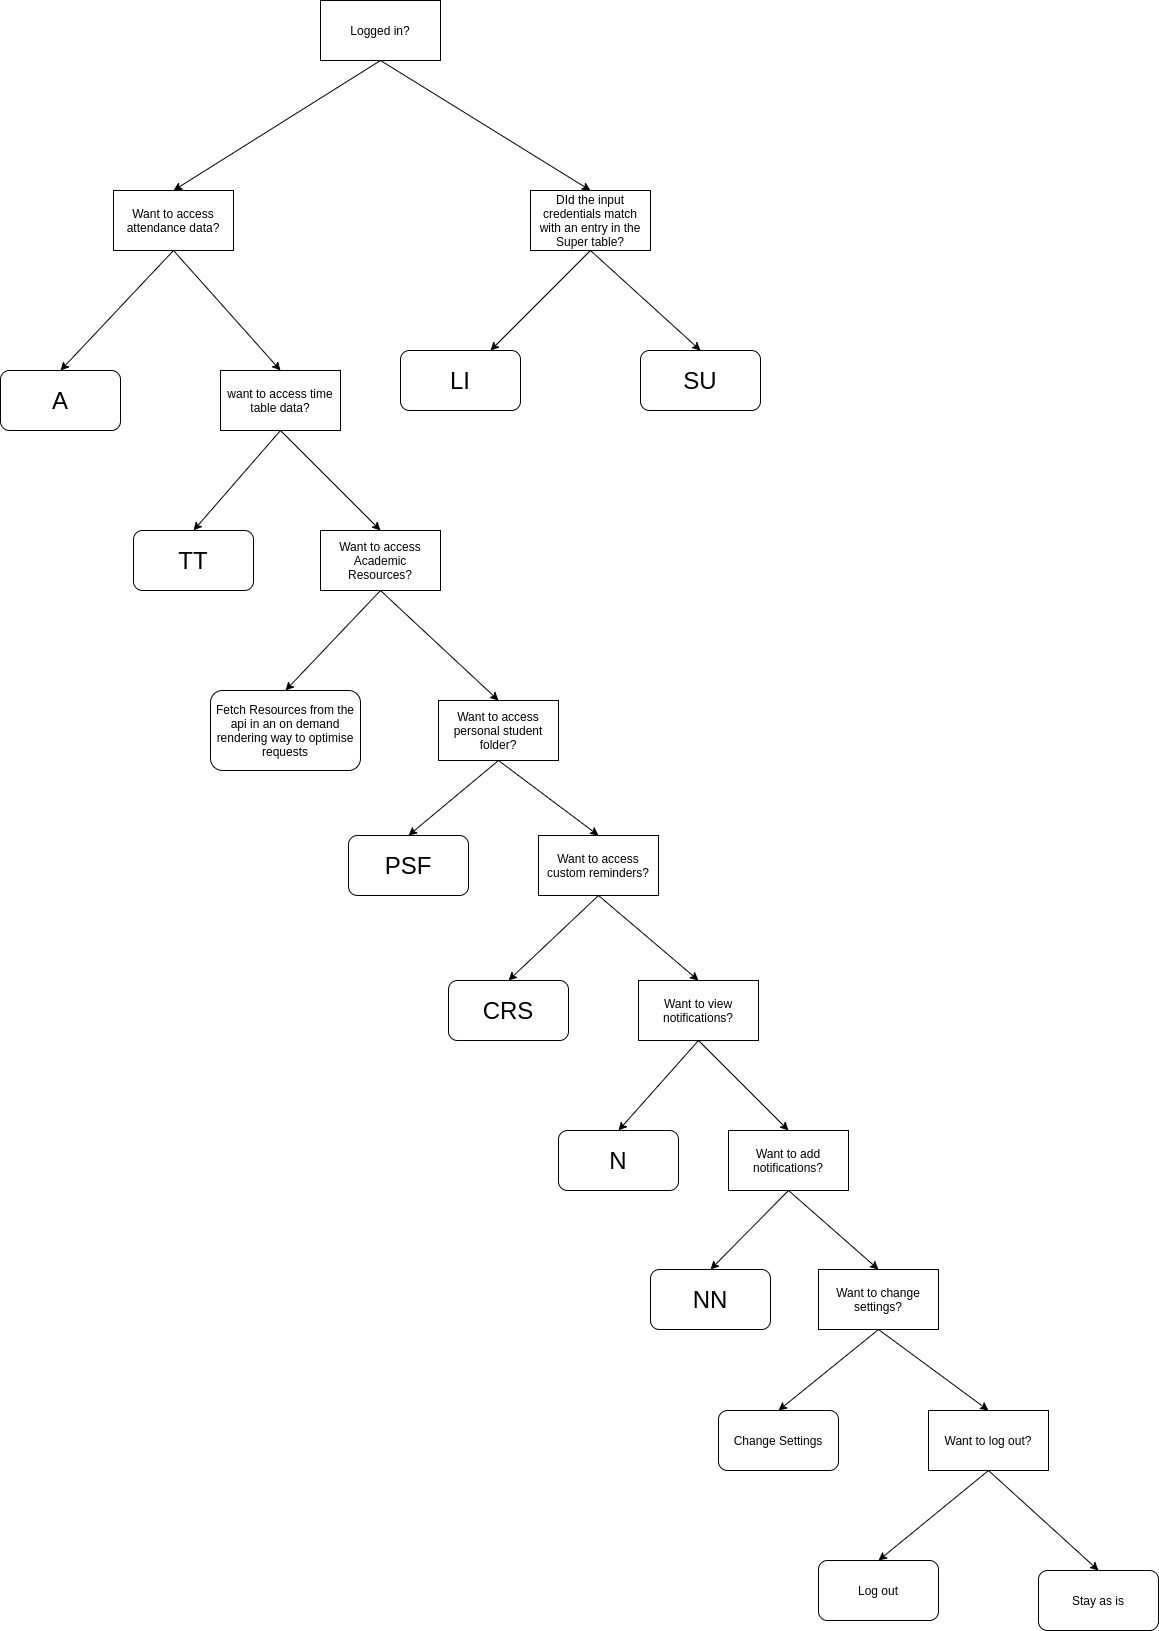 Logged in?
Want to access
attendance data?
DId the input
credentials match
with an entry in the
Super table?
LI
SU
A
want to access time
table data?
TT
Want to access
Academic
Resources?
Fetch Resources from the
api in an on demand
rendering way to optimise
requests
Want to access
personal student
folder?
PSF
Want to access
custom reminders?
CRS
Want to view
notifications?
N
Want to add
notifications?
NN
Want to change
settings?
Change Settings
Want to log out?
Log out
Stay as is